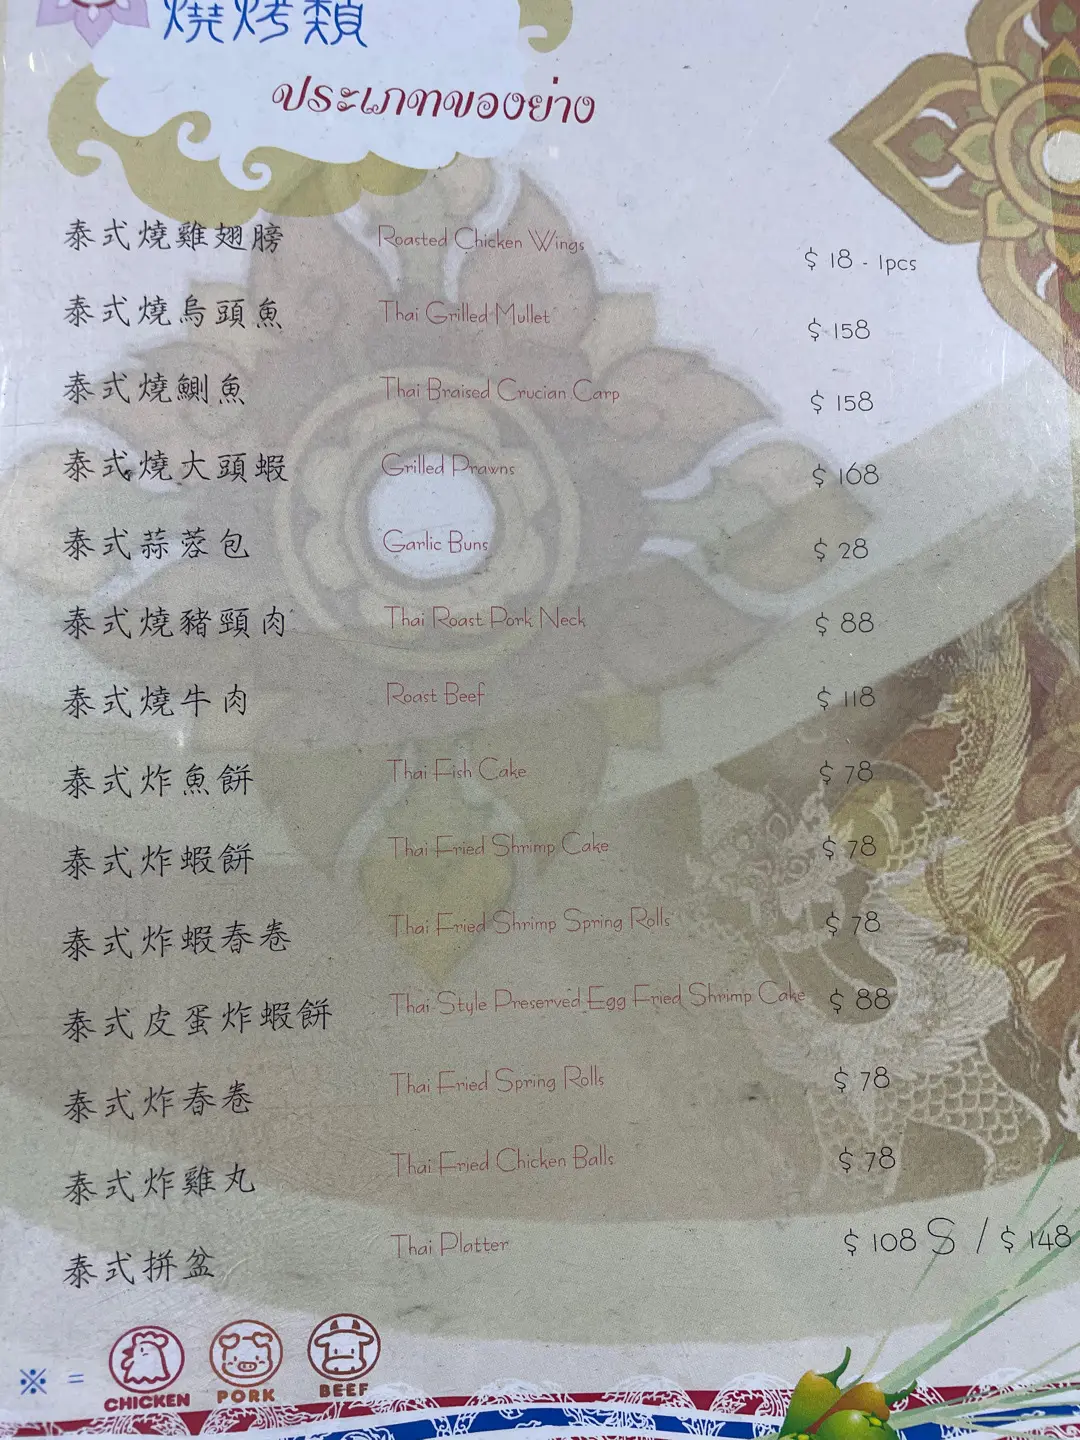 燒烤類
ประเภทของย่าง
泰式燒雞翅膀 Roasted Chicken Wings $ 18 - 1pcs
泰式燒烏頭魚 Thai Grilled Mullet $ 158
泰式燒鰂魚 Thai Braised Crucian Carp $ 158
泰式燒大頭蝦 Grilled Prawns $ 168
泰式蒜蓉包 Garlic Buns $ 28
泰式燒豬頸肉 Thai Roast Pork Neck $ 88
泰式燒牛肉 Roast Beef $ 118
泰式炸魚餅 Thai Fish Cake $ 78
泰式炸蝦餅 Thai Fried Shrimp Cake $ 78
泰式炸蝦春卷 Thai Fried Shrimp Spring Rolls $ 78
泰式皮蛋炸蝦餅 Thai Style Preserved Egg Fried Shrimp Cake $ 88
泰式炸春卷 Thai Fried Spring Rolls $ 78
泰式炸雞丸 Thai Fried Chicken Balls $ 78
泰式拼盆 Thai Platter $ 108 S / $ 148
※ = CHICKEN PORK BEEF